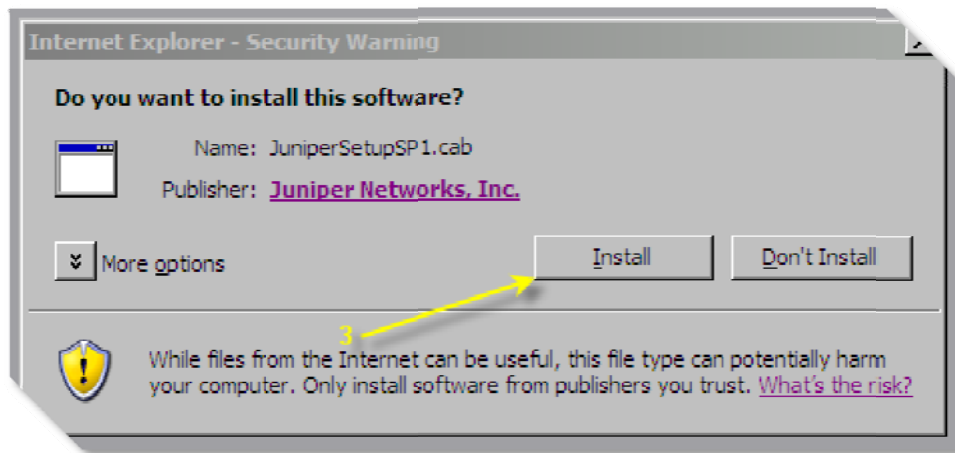 Internet Explorer - Security Warning
Do you want to install this software?
Name: JuniperSetupSP1.cab
Publisher: Juniper Networks, Inc.
More options
Install
Don't Install
3
While files from the Internet can be useful, this file type can potentially harm
your computer. Only install software from publishers you trust. What's the risk?